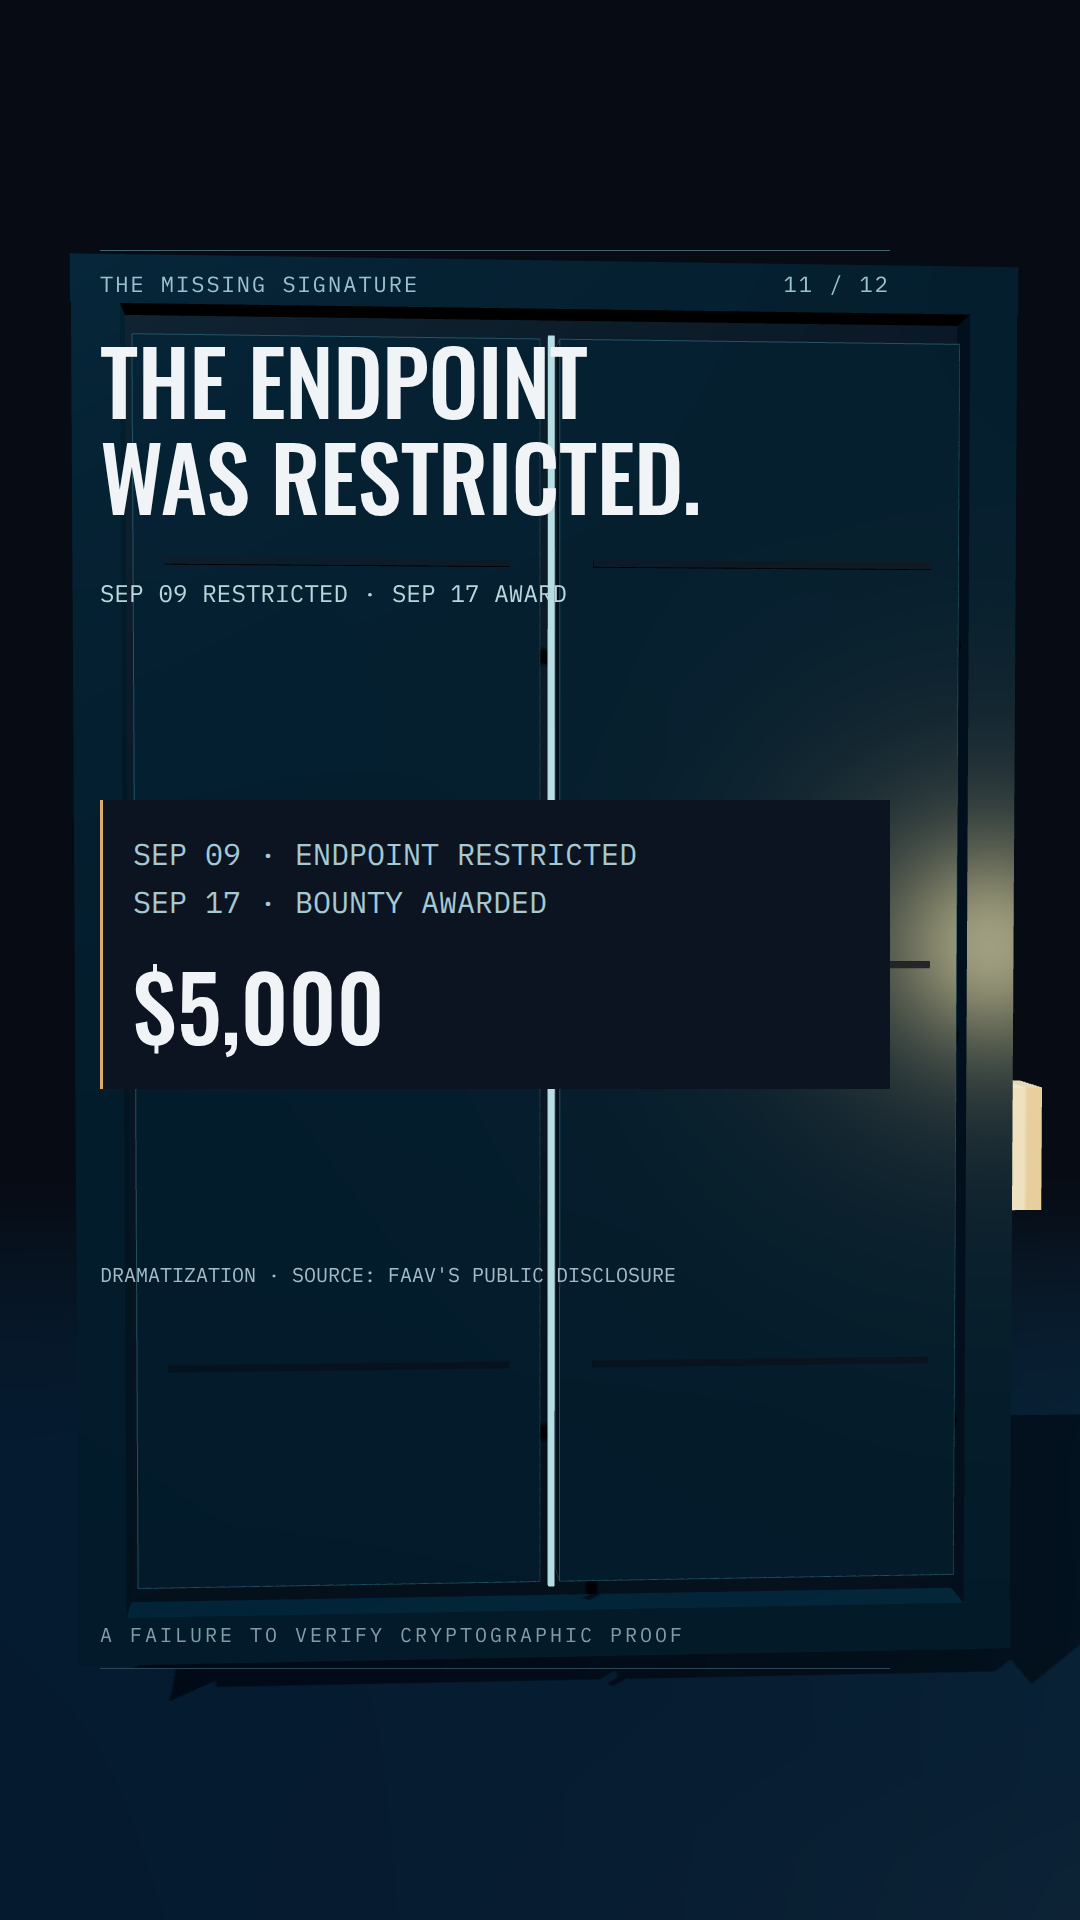 THE MISSING SIGNATURE
11 / 12
THE ENDPOINT
WAS RESTRICTED.
SEP 09 RESTRICTED · SEP 17 AWARD
SEP 09 · ENDPOINT RESTRICTED
SEP 17 · BOUNTY AWARDED
$5,000
DRAMATIZATION · SOURCE: FAAV'S PUBLIC DISCLOSURE
A FAILURE TO VERIFY CRYPTOGRAPHIC PROOF